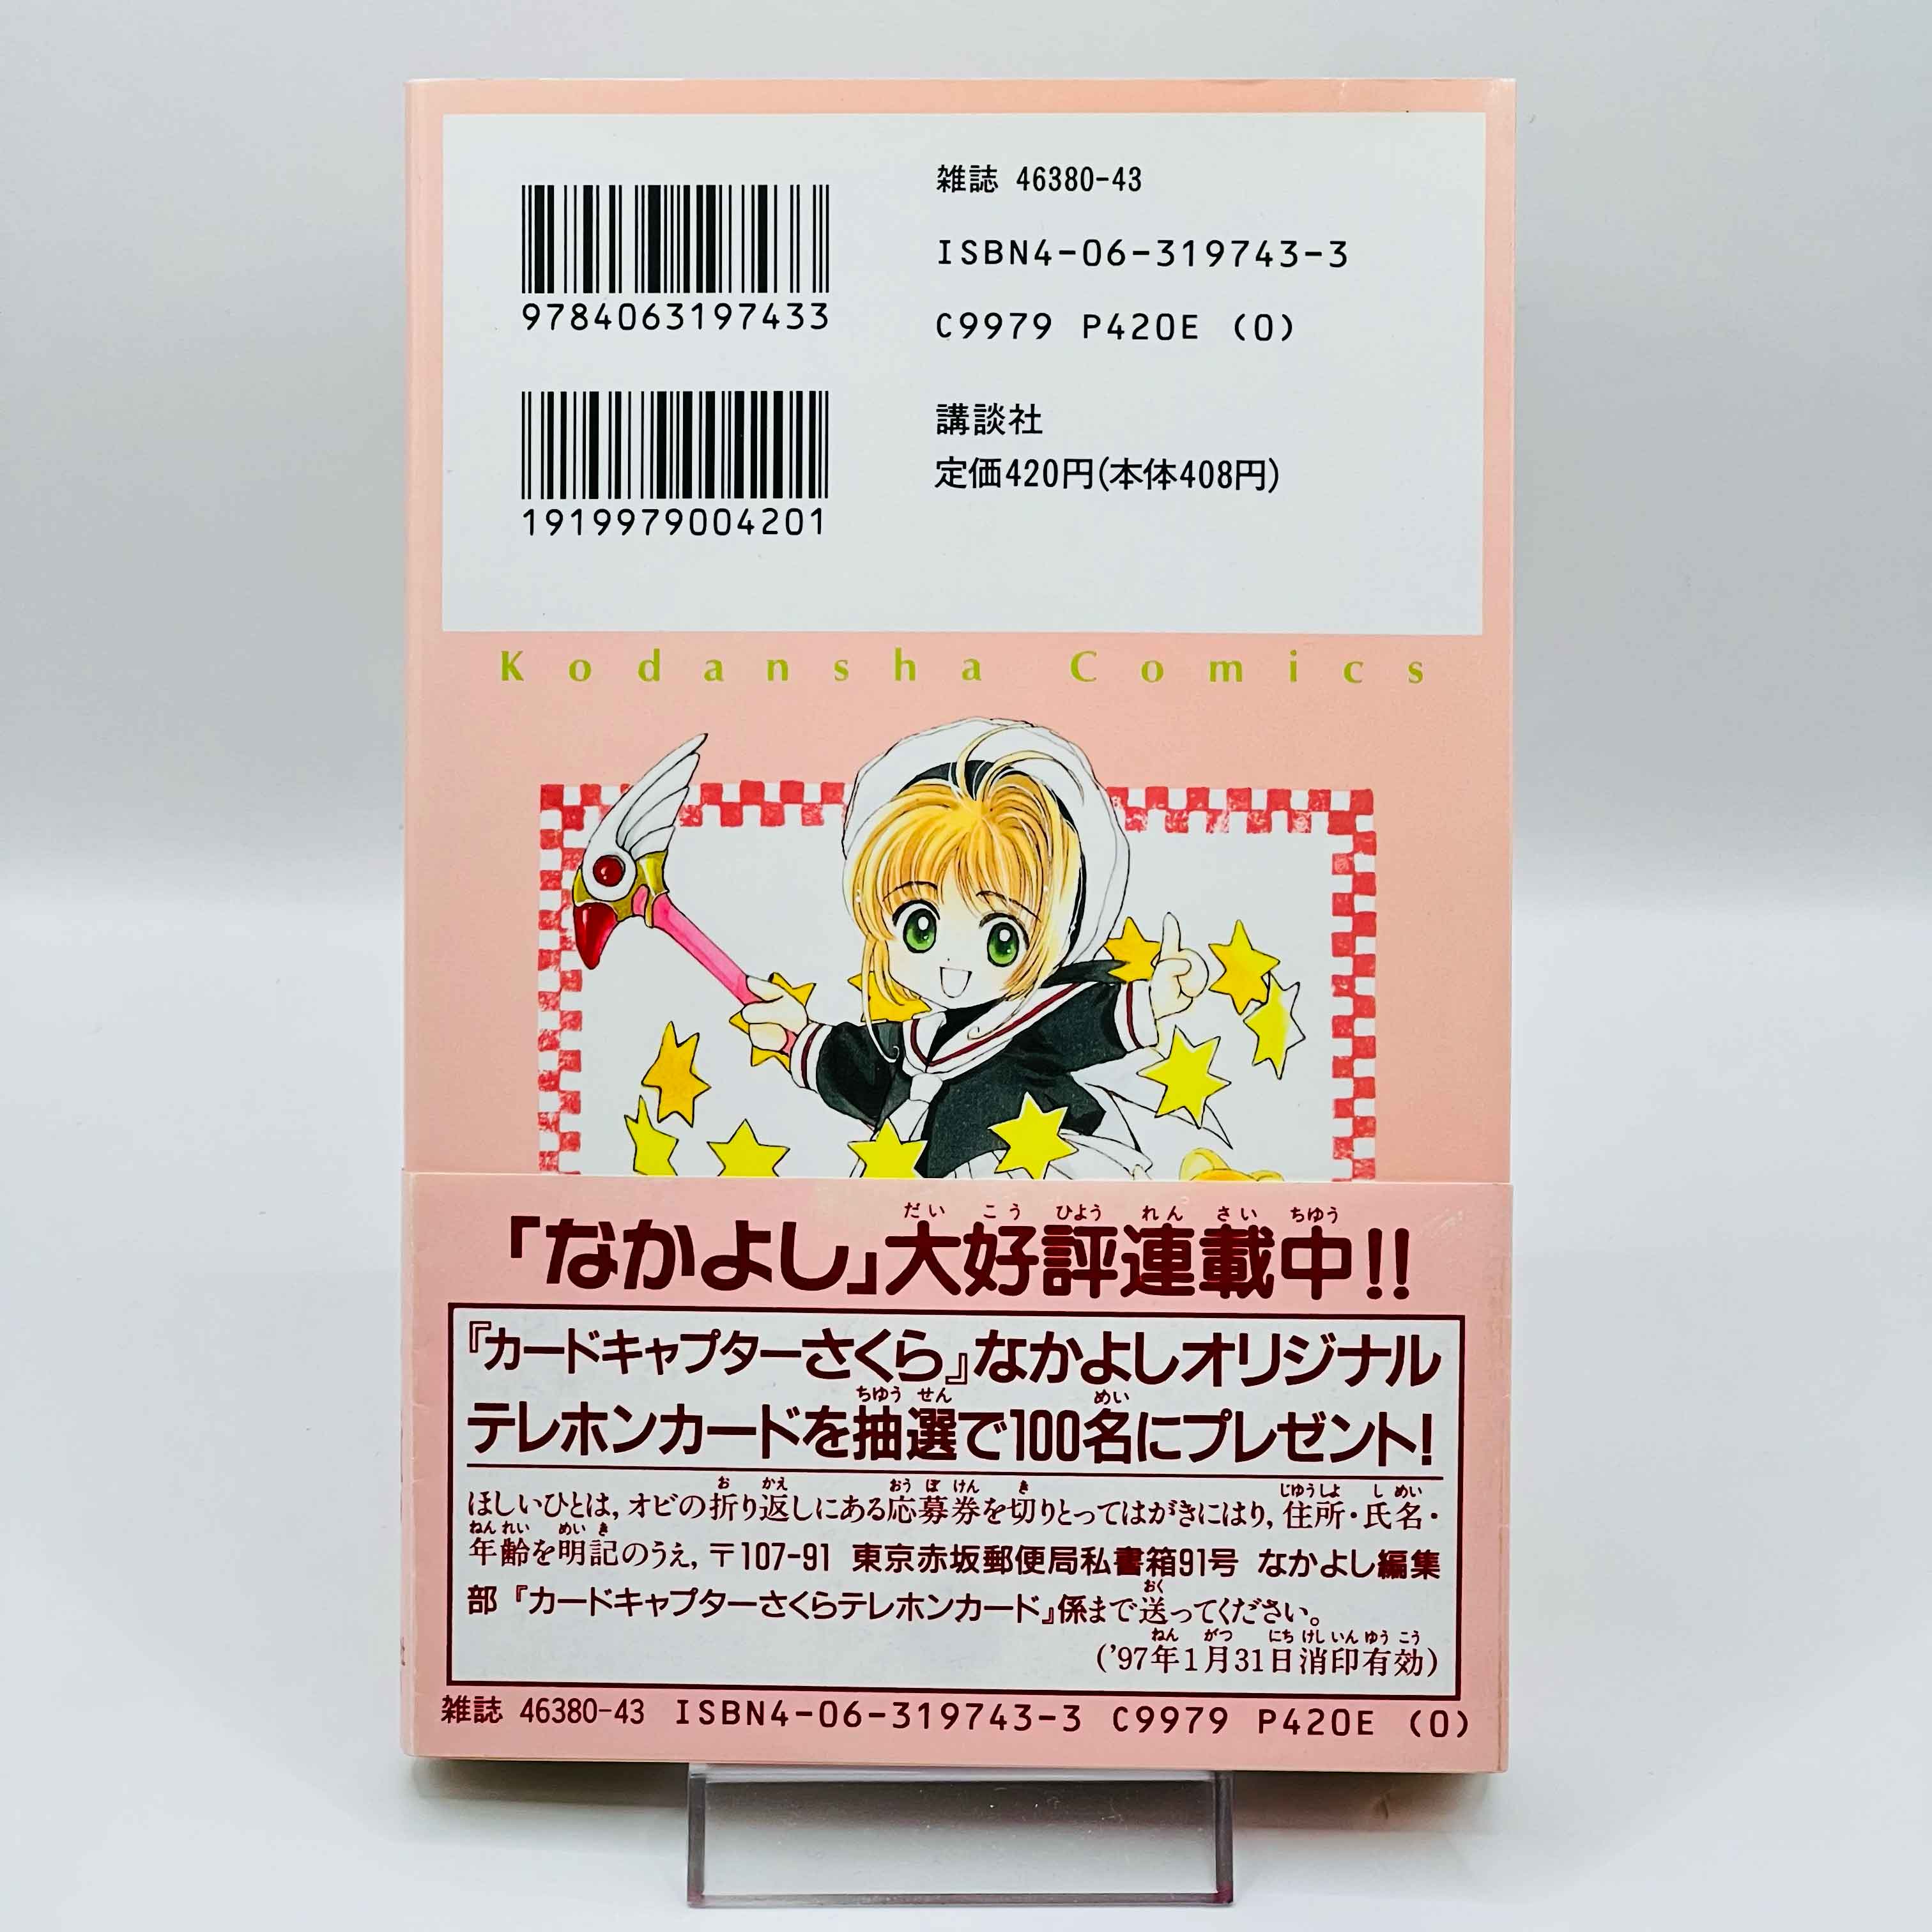 雑誌 46380-43
ISBN4-06-319743-3
C9979 P420E (0)
9784063197433
講談社
定価420円(本体408円)
1919979004201
Kodansha Comics
だい こう ひよう れん さい ちゆう
「なかよし」大好評連載中!!
『カードキャプターさくら』なかよしオリジナル
ちゆう せん めい
テレホンカードを抽選で100名にプレゼント!
お かえ おう ぼ けん き じゆうしよ し めい
ほしいひとは,オビの折り返しにある応募券を切りとってはがきにはり,住所・氏名・
ねん れい めい き
年齢を明記のうえ,〒107-91 東京赤坂郵便局私書箱91号 なかよし編集
おく
部『カードキャプターさくらテレホンカード』係まで送ってください。
ねん がつ にち けし いん ゆう こう
('97年1月31日消印有効)
雑誌 46380-43 ISBN4-06-319743-3 C9979 P420E (0)